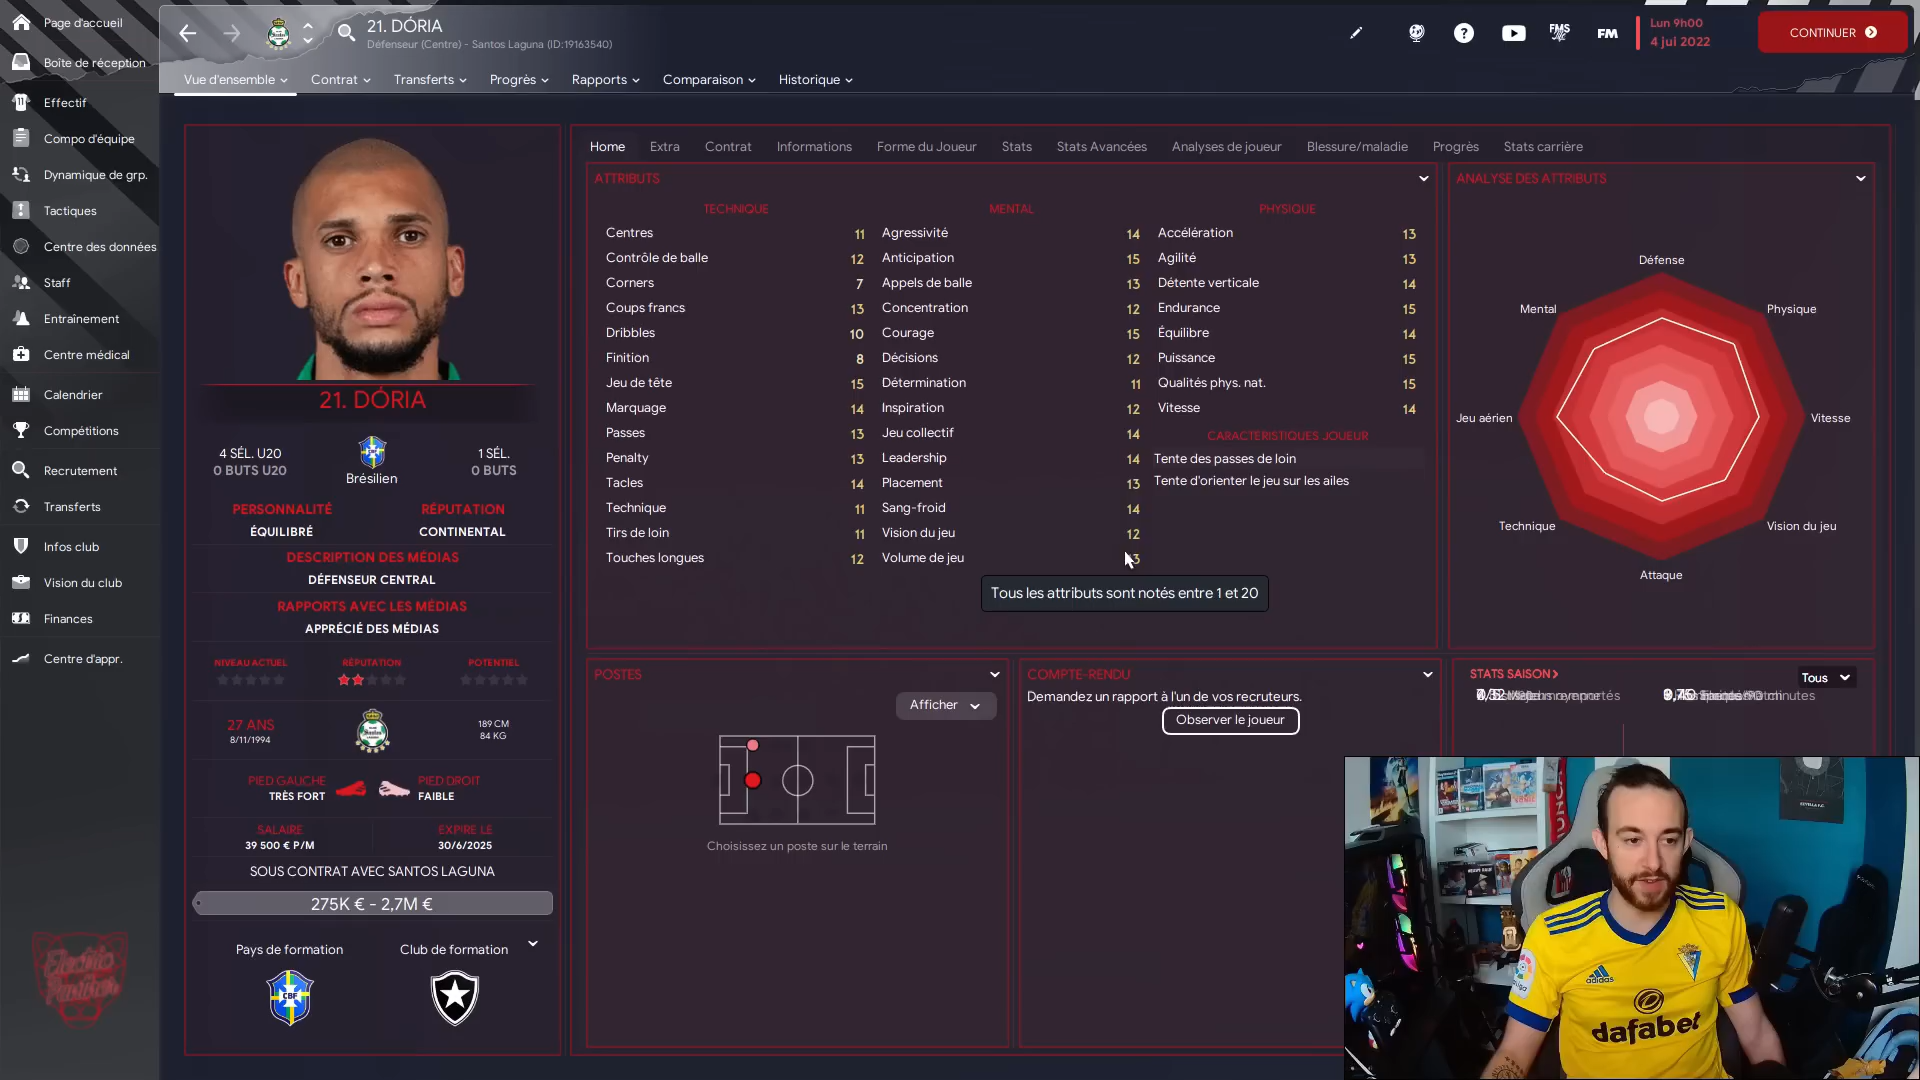 Page d'accueil
Boîte de réception
Effectif
Compo d'équipe
Dynamique de grp.
Tactiques
Centre des données
Staff
Entraînement
Centre médical
Calendrier
Compétitions
Recrutement
Transferts
Infos club
Vision du club
Finances
Centre d'appr.
Electric
Panther
21. DÓRIA
Défenseur (Centre) - Santos Laguna (ID:19163540)
FMS
FM
Lun 9h00
4 jui 2022
CONTINUER
Vue d'ensemble
Contrat
Transferts
Progrès
Rapports
Comparaison
Historique
21. DÓRIA
4 SÉL. U20
0 BUTS U20
Brésilien
1 SÉL.
0 BUTS
PERSONNALITÉ
ÉQUILIBRÉ
RÉPUTATION
CONTINENTAL
DESCRIPTION DES MÉDIAS
DÉFENSEUR CENTRAL
RAPPORTS AVEC LES MÉDIAS
APPRÉCIÉ DES MÉDIAS
NIVEAU ACTUEL
RÉPUTATION
POTENTIEL
27 ANS
8/11/1994
189 CM
84 KG
PIED GAUCHE
TRÈS FORT
PIED DROIT
FAIBLE
SALAIRE
39 500 € P/M
EXPIRE LE
30/6/2025
SOUS CONTRAT AVEC SANTOS LAGUNA
275K € - 2,7M €
Pays de formation
Club de formation
CBF
Home
Extra
Contrat
Informations
Forme du Joueur
Stats
Stats Avancées
Analyses de joueur
Blessure/maladie
Progrès
Stats carrière
ATTRIBUTS
TECHNIQUE
Centres 11
Contrôle de balle 12
Corners 7
Coups francs 13
Dribbles 10
Finition 8
Jeu de tête 15
Marquage 14
Passes 13
Penalty 13
Tacles 14
Technique 11
Tirs de loin 11
Touches longues 12
MENTAL
Agressivité 14
Anticipation 15
Appels de balle 13
Concentration 12
Courage 15
Décisions 12
Détermination 11
Inspiration 12
Jeu collectif 14
Leadership 14
Placement 13
Sang-froid 14
Vision du jeu 12
Volume de jeu
PHYSIQUE
Accélération 13
Agilité 13
Détente verticale 14
Endurance 15
Équilibre 14
Puissance 15
Qualités phys. nat. 15
Vitesse 14
CARACTERISTIQUES JOUEUR
Tente des passes de loin
Tente d'orienter le jeu sur les ailes
Tous les attributs sont notés entre 1 et 20
ANALYSE DES ATTRIBUTS
Défense
Physique
Vitesse
Vision du jeu
Attaque
Technique
Jeu aérien
Mental
POSTES
Afficher
Choisissez un poste sur le terrain
COMPTE-RENDU
Demandez un rapport à l'un de vos recruteurs.
Observer le joueur
STATS SAISON
Tous
SEVILLA F.C.
adidas
dafabet